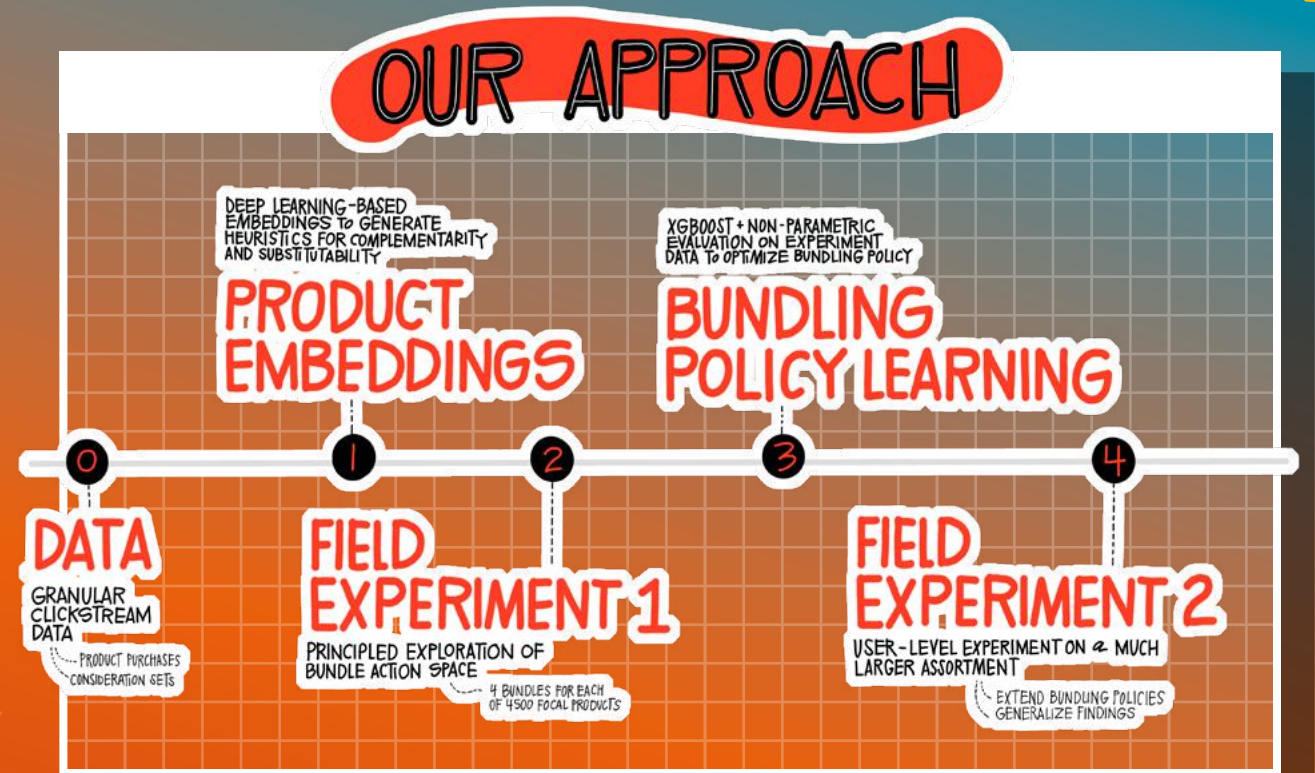 OUR APPROACH
DEEP LEARNING-BASED
EMBEDDINGS TO GENERATE
HEURISTICS FOR COMPLEMENTARITY
AND SUBSTITUTABILITY
PRODUCT
EMBEDDINGS
XGBOOST + NON-PARAMETRIC
EVALUATION ON EXPERIMENT
DATA TO OPTIMIZE BUNDLING POLICY
BUNDLING
POLICY LEARNING
0
1
2
3
4
DATA
GRANULAR
CLICKSTREAM
DATA
PRODUCT PURCHASES
CONSIDERATION SETS
FIELD
EXPERIMENT 1
PRINCIPLED EXPLORATION OF
BUNDLE ACTION SPACE
4 BUNDLES FOR EACH
OF 4500 FOCAL PRODUCTS
FIELD
EXPERIMENT 2
USER-LEVEL EXPERIMENT ON a MUCH
LARGER ASSORTMENT
EXTEND BUNDLING POLICIES
GENERALIZE FINDINGS